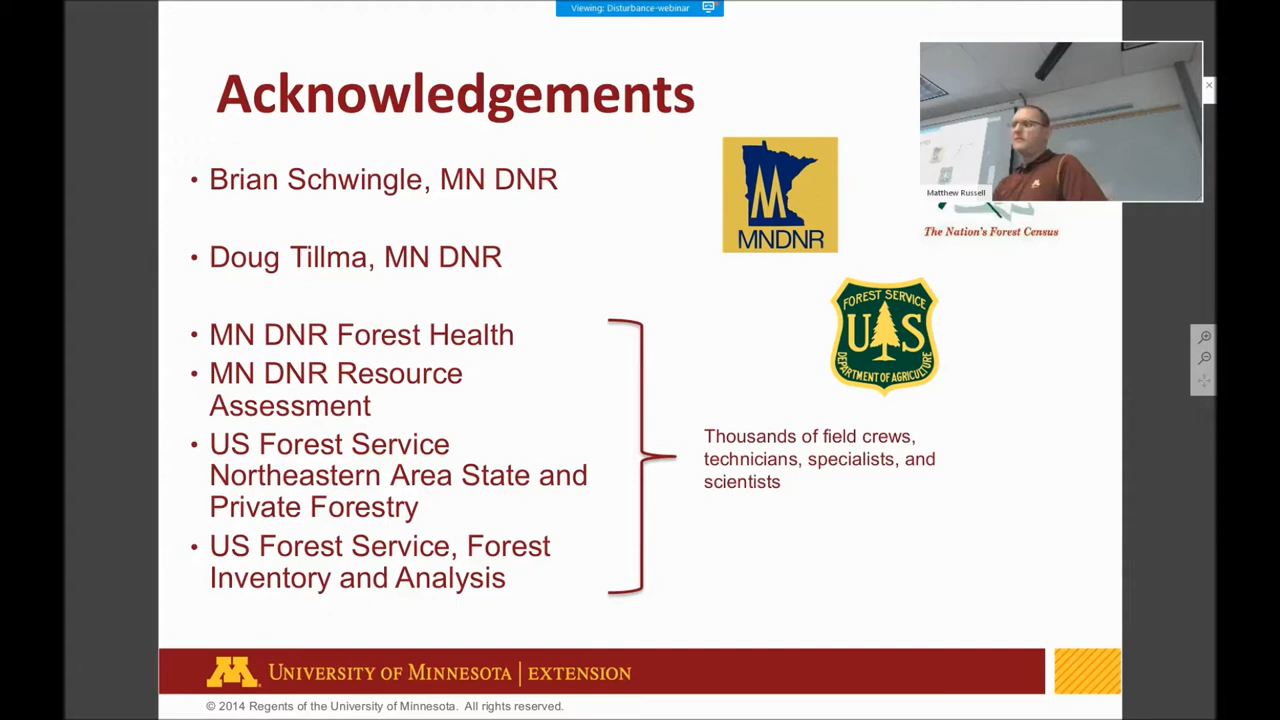 Viewing: Disturbance-webinar
Acknowledgements
• Brian Schwingle, MN DNR
• Doug Tillma, MN DNR
• MN DNR Forest Health
• MN DNR Resource
Assessment
• US Forest Service
Northeastern Area State and
Private Forestry
• US Forest Service, Forest
Inventory and Analysis
Thousands of field crews,
technicians, specialists, and
scientists
M
MNDNR
Matthew Russell
The Nation's Forest Census
FOREST SERVICE
U S
DEPARTMENT OF AGRICULTURE
M UNIVERSITY OF MINNESOTA | EXTENSION
© 2014 Regents of the University of Minnesota. All rights reserved.